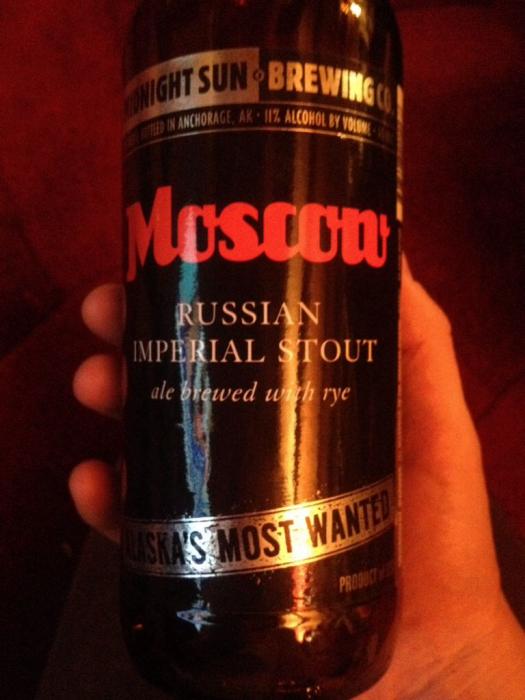 MIDNIGHT SUN BREWING CO.
BOTTLED IN ANCHORAGE, AK • 11% ALCOHOL BY VOLUME •
Moscow
RUSSIAN
IMPERIAL STOUT
ale brewed with rye
ALASKA'S MOST WANTED
PRODUCT